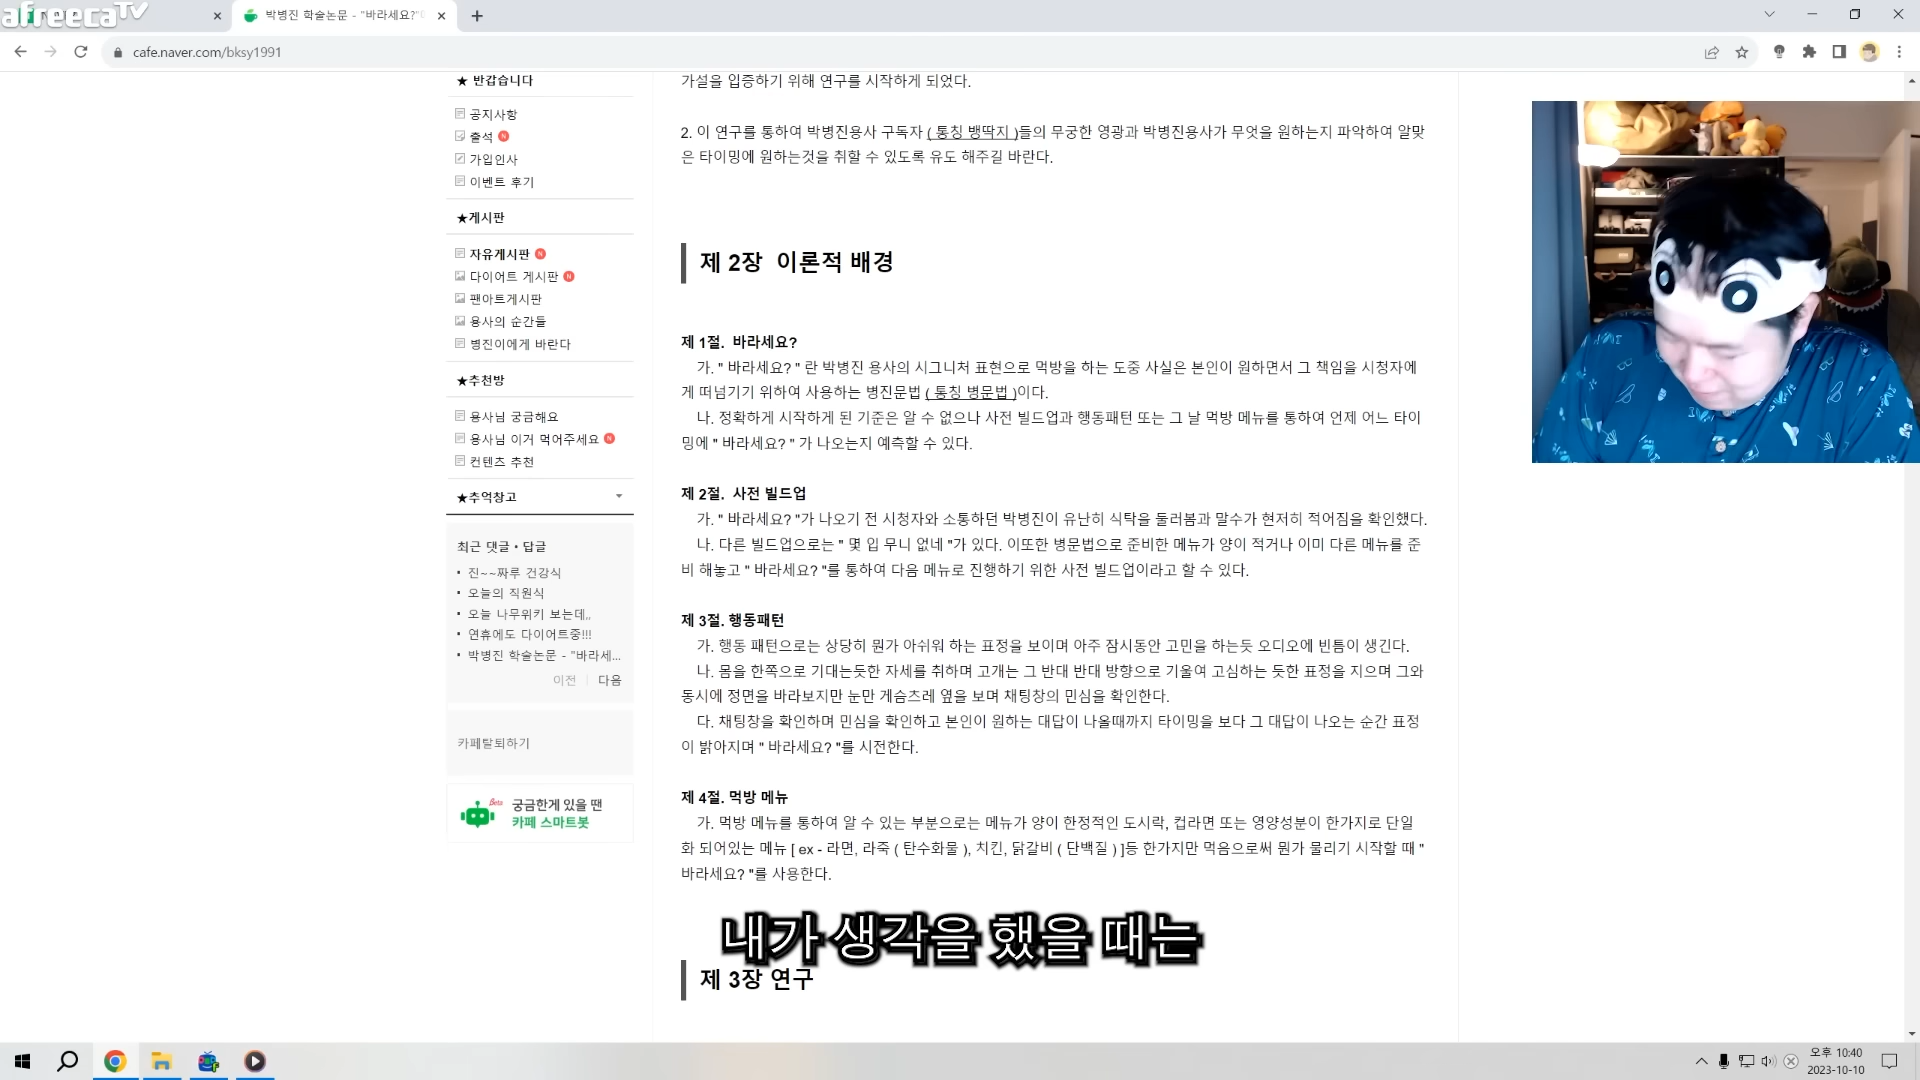 afreecaTV
박병진 학술논문 - "바라세요?"
cafe.naver.com/bksy1991
★ 반갑습니다
공지사항
출석 N
가입인사
이벤트 후기
★게시판
자유게시판 N
다이어트 게시판 N
팬아트게시판
용사의 순간들
병진이에게 바란다
★추천방
용사님 궁금해요
용사님 이거 먹어주세요 N
컨텐츠 추천
★추억창고
최근 댓글 • 답글
• 진~~짜루 건강식
• 오늘의 직원식
• 오늘 나무위키 보는데,,
• 연휴에도 다이어트중!!!
• 박병진 학술논문 - "바라세...
이전 | 다음
카페탈퇴하기
Beta 궁금한게 있을 땐
카페 스마트봇
가설을 입증하기 위해 연구를 시작하게 되었다.
2. 이 연구를 통하여 박병진용사 구독자 ( 통칭 뱅딱지 )들의 무궁한 영광과 박병진용사가 무엇을 원하는지 파악하여 알맞
은 타이밍에 원하는것을 취할 수 있도록 유도 해주길 바란다.
제 2장 이론적 배경
제 1절. 바라세요?
가. " 바라세요? " 란 박병진 용사의 시그니처 표현으로 먹방을 하는 도중 사실은 본인이 원하면서 그 책임을 시청자에
게 떠넘기기 위하여 사용하는 병진문법 ( 통칭 병문법 )이다.
나. 정확하게 시작하게 된 기준은 알 수 없으나 사전 빌드업과 행동패턴 또는 그 날 먹방 메뉴를 통하여 언제 어느 타이
밍에 " 바라세요? " 가 나오는지 예측할 수 있다.
제 2절. 사전 빌드업
가. " 바라세요? "가 나오기 전 시청자와 소통하던 박병진이 유난히 식탁을 둘러봄과 말수가 현저히 적어짐을 확인했다.
나. 다른 빌드업으로는 " 몇 입 무니 없네 "가 있다. 이또한 병문법으로 준비한 메뉴가 양이 적거나 이미 다른 메뉴를 준
비 해놓고 " 바라세요? "를 통하여 다음 메뉴로 진행하기 위한 사전 빌드업이라고 할 수 있다.
제 3절. 행동패턴
가. 행동 패턴으로는 상당히 뭔가 아쉬워 하는 표정을 보이며 아주 잠시동안 고민을 하는듯 오디오에 빈틈이 생긴다.
나. 몸을 한쪽으로 기대는듯한 자세를 취하며 고개는 그 반대 반대 방향으로 기울여 고심하는 듯한 표정을 지으며 그와
동시에 정면을 바라보지만 눈만 게슴츠레 옆을 보며 채팅창의 민심을 확인한다.
다. 채팅창을 확인하며 민심을 확인하고 본인이 원하는 대답이 나올때까지 타이밍을 보다 그 대답이 나오는 순간 표정
이 밝아지며 " 바라세요? "를 시전한다.
제 4절. 먹방 메뉴
가. 먹방 메뉴를 통하여 알 수 있는 부분으로는 메뉴가 양이 한정적인 도시락, 컵라면 또는 영양성분이 한가지로 단일
화 되어있는 메뉴 [ ex - 라면, 라죽 ( 탄수화물 ), 치킨, 닭갈비 ( 단백질 ) ]등 한가지만 먹음으로써 뭔가 물리기 시작할 때 "
바라세요? "를 사용한다.
내가 생각을 했을 때는
제 3장 연구
오후 10:40
2023-10-10